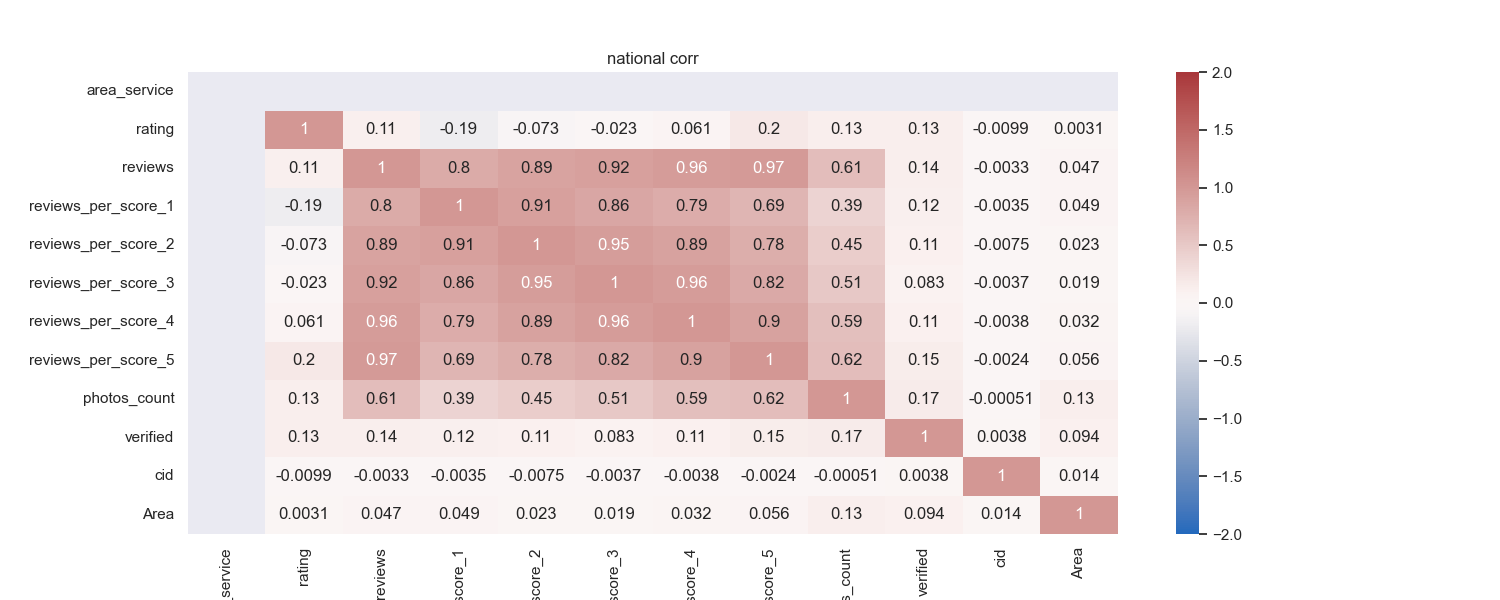 national corr
area_service
rating 1 0.11 -0.19 -0.073 -0.023 0.061 0.2 0.13 0.13 -0.0099 0.0031
reviews 0.11 1 0.8 0.89 0.92 0.96 0.97 0.61 0.14 -0.0033 0.047
reviews_per_score_1 -0.19 0.8 1 0.91 0.86 0.79 0.69 0.39 0.12 -0.0035 0.049
reviews_per_score_2 -0.073 0.89 0.91 1 0.95 0.89 0.78 0.45 0.11 -0.0075 0.023
reviews_per_score_3 -0.023 0.92 0.86 0.95 1 0.96 0.82 0.51 0.083 -0.0037 0.019
reviews_per_score_4 0.061 0.96 0.79 0.89 0.96 1 0.9 0.59 0.11 -0.0038 0.032
reviews_per_score_5 0.2 0.97 0.69 0.78 0.82 0.9 1 0.62 0.15 -0.0024 0.056
photos_count 0.13 0.61 0.39 0.45 0.51 0.59 0.62 1 0.17 -0.00051 0.13
verified 0.13 0.14 0.12 0.11 0.083 0.11 0.15 0.17 1 0.0038 0.094
cid -0.0099 -0.0033 -0.0035 -0.0075 -0.0037 -0.0038 -0.0024 -0.00051 0.0038 1 0.014
Area 0.0031 0.047 0.049 0.023 0.019 0.032 0.056 0.13 0.094 0.014 1
_service
rating
reviews
score_1
score_2
score_3
score_4
score_5
s_count
verified
cid
Area
2.0
1.5
1.0
0.5
0.0
−0.5
−1.0
−1.5
−2.0